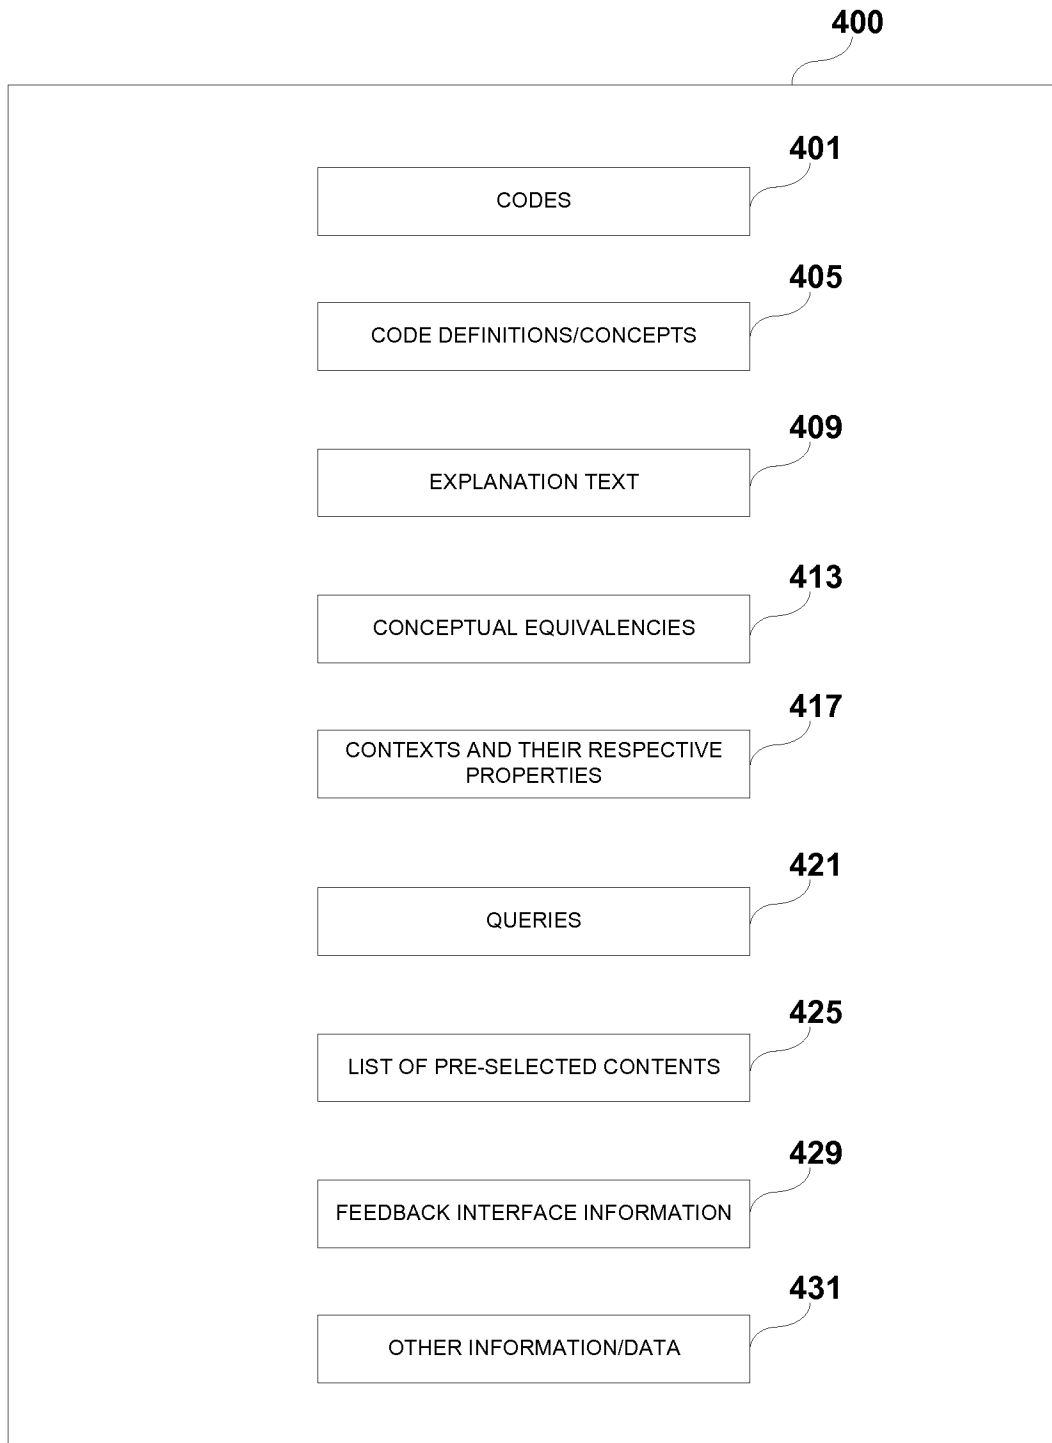 400
401
CODES
405
CODE DEFINITIONS/CONCEPTS
409
EXPLANATION TEXT
413
CONCEPTUAL EQUIVALENCIES
417
CONTEXTS AND THEIR RESPECTIVE
PROPERTIES
421
QUERIES
425
LIST OF PRE-SELECTED CONTENTS
429
FEEDBACK INTERFACE INFORMATION
431
OTHER INFORMATION/DATA